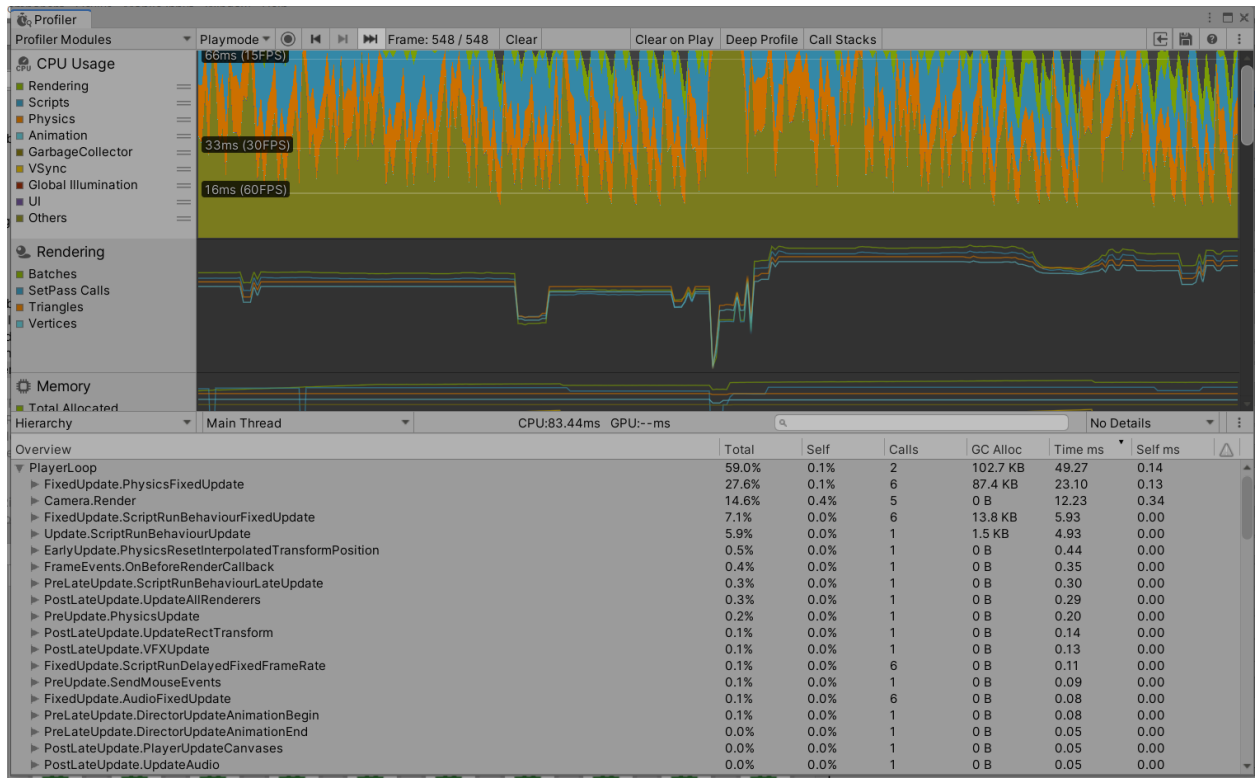 Profiler
Profiler Modules Playmode Frame: 548 / 548 Clear Clear on Play Deep Profile Call Stacks
CPU Usage
Rendering
Scripts
Physics
Animation
GarbageCollector
VSync
Global Illumination
UI
Others
66ms (15FPS)
33ms (30FPS)
16ms (60FPS)
Rendering
Batches
SetPass Calls
Triangles
Vertices
Memory
Total Allocated
Hierarchy Main Thread CPU:83.44ms GPU:--ms No Details
Overview Total Self Calls GC Alloc Time ms Self ms
PlayerLoop 59.0% 0.1% 2 102.7 KB 49.27 0.14
FixedUpdate.PhysicsFixedUpdate 27.6% 0.1% 6 87.4 KB 23.10 0.13
Camera.Render 14.6% 0.4% 5 0 B 12.23 0.34
FixedUpdate.ScriptRunBehaviourFixedUpdate 7.1% 0.0% 6 13.8 KB 5.93 0.00
Update.ScriptRunBehaviourUpdate 5.9% 0.0% 1 1.5 KB 4.93 0.00
EarlyUpdate.PhysicsResetInterpolatedTransformPosition 0.5% 0.0% 1 0 B 0.44 0.00
FrameEvents.OnBeforeRenderCallback 0.4% 0.0% 1 0 B 0.35 0.00
PreLateUpdate.ScriptRunBehaviourLateUpdate 0.3% 0.0% 1 0 B 0.30 0.00
PostLateUpdate.UpdateAllRenderers 0.3% 0.0% 1 0 B 0.29 0.00
PreUpdate.PhysicsUpdate 0.2% 0.0% 1 0 B 0.20 0.00
PostLateUpdate.UpdateRectTransform 0.1% 0.0% 1 0 B 0.14 0.00
PostLateUpdate.VFXUpdate 0.1% 0.0% 1 0 B 0.13 0.00
FixedUpdate.ScriptRunDelayedFixedFrameRate 0.1% 0.0% 6 0 B 0.11 0.00
PreUpdate.SendMouseEvents 0.1% 0.0% 1 0 B 0.09 0.00
FixedUpdate.AudioFixedUpdate 0.1% 0.0% 6 0 B 0.08 0.00
PreLateUpdate.DirectorUpdateAnimationBegin 0.1% 0.0% 1 0 B 0.08 0.00
PreLateUpdate.DirectorUpdateAnimationEnd 0.0% 0.0% 1 0 B 0.05 0.00
PostLateUpdate.PlayerUpdateCanvases 0.0% 0.0% 1 0 B 0.05 0.00
PostLateUpdate.UpdateAudio 0.0% 0.0% 1 0 B 0.05 0.00